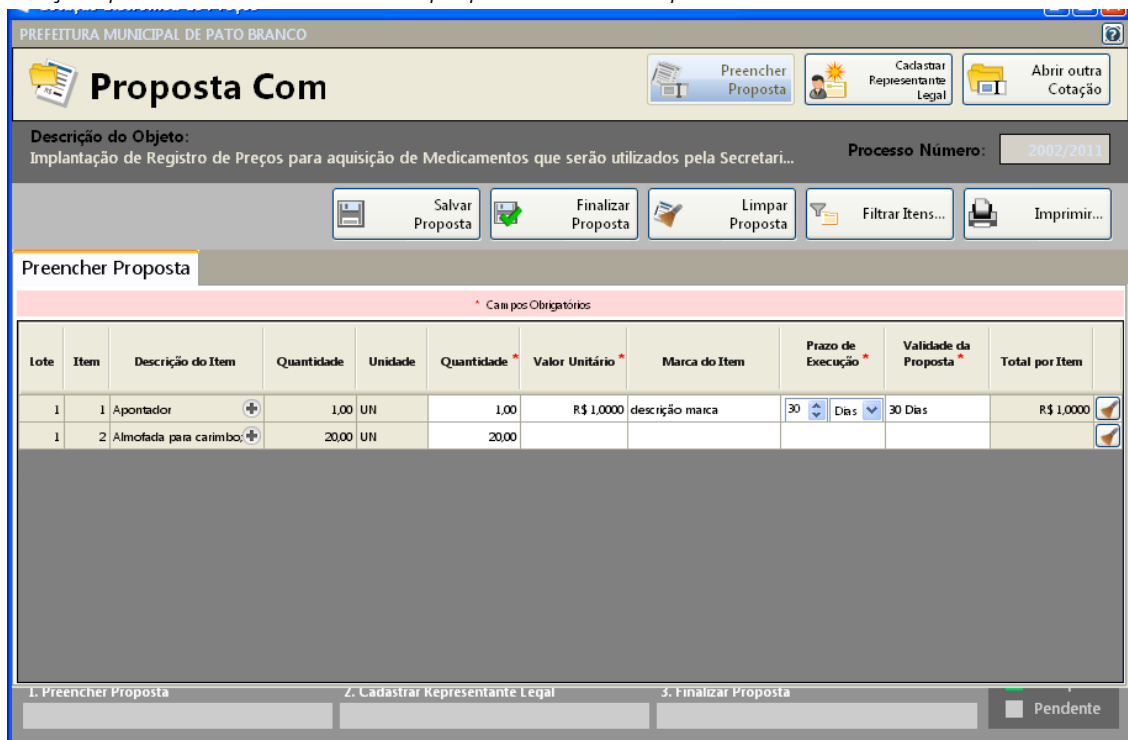 PREFEITURA MUNICIPAL DE PATO BRANCO
Proposta Com
Preencher
Proposta
Cadastrar
Representante
Legal
Abrir outra
Cotação
Descrição do Objeto:
Implantação de Registro de Preços para aquisição de Medicamentos que serão utilizados pela Secretari...
Processo Número:
2002/2011
Salvar
Proposta
Finalizar
Proposta
Limpar
Proposta
Filtrar Itens...
Imprimir...
Preencher Proposta
* Campos Obrigatórios
Lote Item Descrição do Item Quantidade Unidade Quantidade * Valor Unitário * Marca do Item Prazo de Execução * Validade da Proposta * Total por Item
1 1 Apontador 1,00 UN 1,00 R$ 1,0000 descrição marca 30 Dias 30 Dias R$ 1,0000
1 2 Almofada para carimbo; 20,00 UN 20,00
1. Preencher Proposta 2. Cadastrar Representante Legal 3. Finalizar Proposta
Pendente